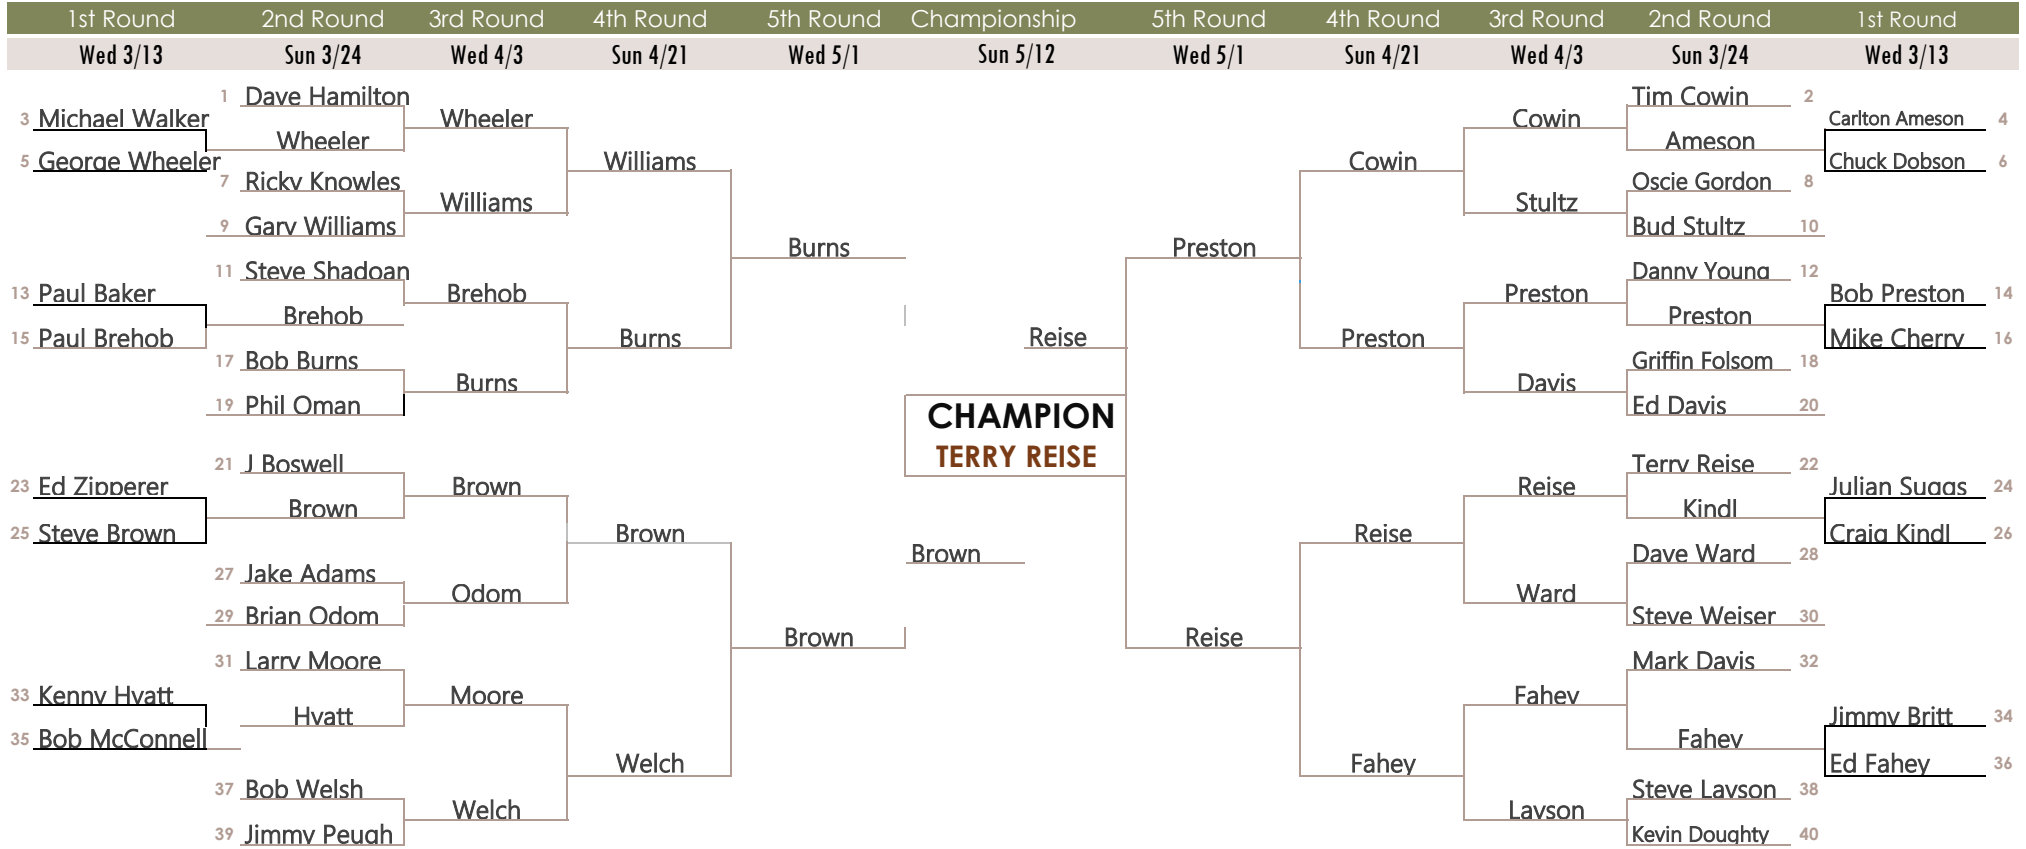 1st Round 2nd Round 3rd Round 4th Round 5th Round Championship 5th Round 4th Round 3rd Round 2nd Round 1st Round
Wed 3/13 Sun 3/24 Wed 4/3 Sun 4/21 Wed 5/1 Sun 5/12 Wed 5/1 Sun 4/21 Wed 4/3 Sun 3/24 Wed 3/13
1 Dave Hamilton Tim Cowin 2
3 Michael Walker Wheeler Cowin Carlton Ameson 4
Wheeler Ameson
5 George Wheeler Williams Cowin Chuck Dobson 6
7 Ricky Knowles Oscie Gordon 8
Williams Stultz
9 Gary Williams Bud Stultz 10
Burns Preston
11 Steve Shadoan Danny Young 12
13 Paul Baker Brehob Preston Bob Preston 14
Brehob Preston
15 Paul Brehob Burns Reise Preston Mike Cherry 16
17 Bob Burns Griffin Folsom 18
Burns Davis
19 Phil Oman Ed Davis 20
CHAMPION
TERRY REISE
21 J Boswell Terry Reise 22
23 Ed Zipperer Brown Reise Julian Suggs 24
Brown Kindl
25 Steve Brown Brown Reise Craig Kindl 26
Brown Dave Ward 28
27 Jake Adams
Odom Ward
29 Brian Odom Steve Weiser 30
Brown Reise
31 Larry Moore Mark Davis 32
33 Kenny Hyatt Moore Fahey
Hyatt Jimmy Britt 34
35 Bob McConnell Fahey
Welch Fahey Ed Fahey 36
37 Bob Welsh Steve Layson 38
Welch Layson
39 Jimmy Peugh Kevin Doughty 40